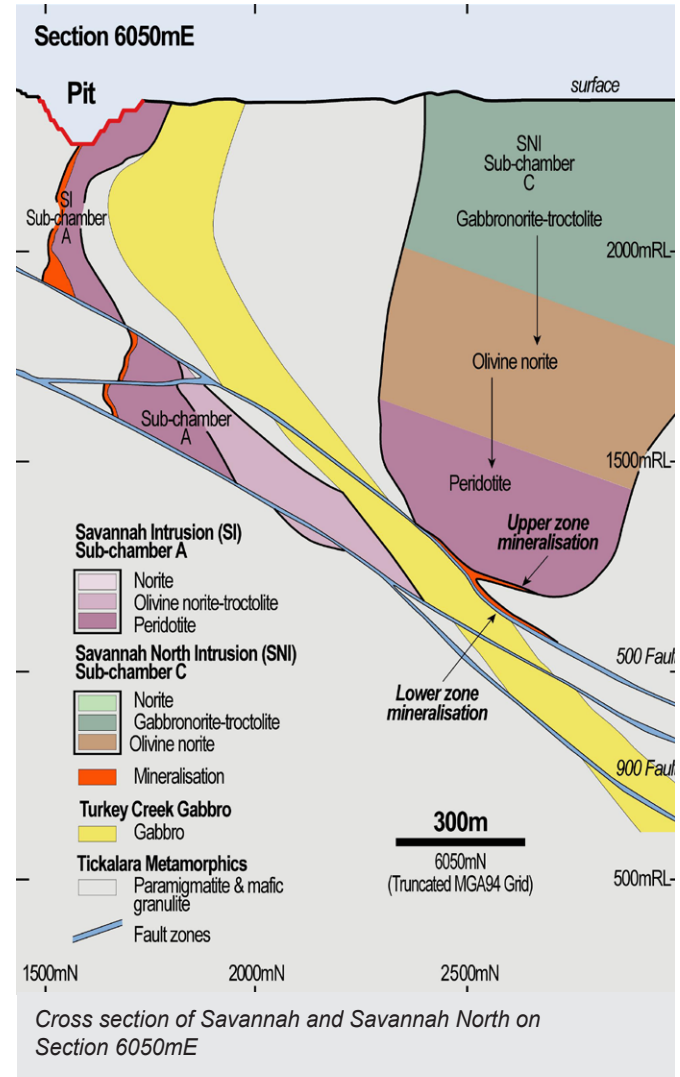 Section 6050mE
Pit
surface
SI
Sub-chamber
A
SNI
Sub-chamber
C
Gabbronorite-troctolite
2000mRL
Olivine norite
Sub-chamber
A
1500mRL
Peridotite
Upper zone
mineralisation
Savannah Intrusion (SI)
Sub-chamber A
Norite
Olivine norite-troctolite
Peridotite
Savannah North Intrusion (SNI)
Sub-chamber C
Norite
Gabbronorite-troctolite
Olivine norite
Mineralisation
Turkey Creek Gabbro
Gabbro
Tickalara Metamorphics
Paramigmatite & mafic
granulite
Fault zones
500 Fault
Lower zone
mineralisation
900 Fault
300m
6050mN
(Truncated MGA94 Grid)
500mRL
1500mN
2000mN
2500mN
Cross section of Savannah and Savannah North on
Section 6050mE